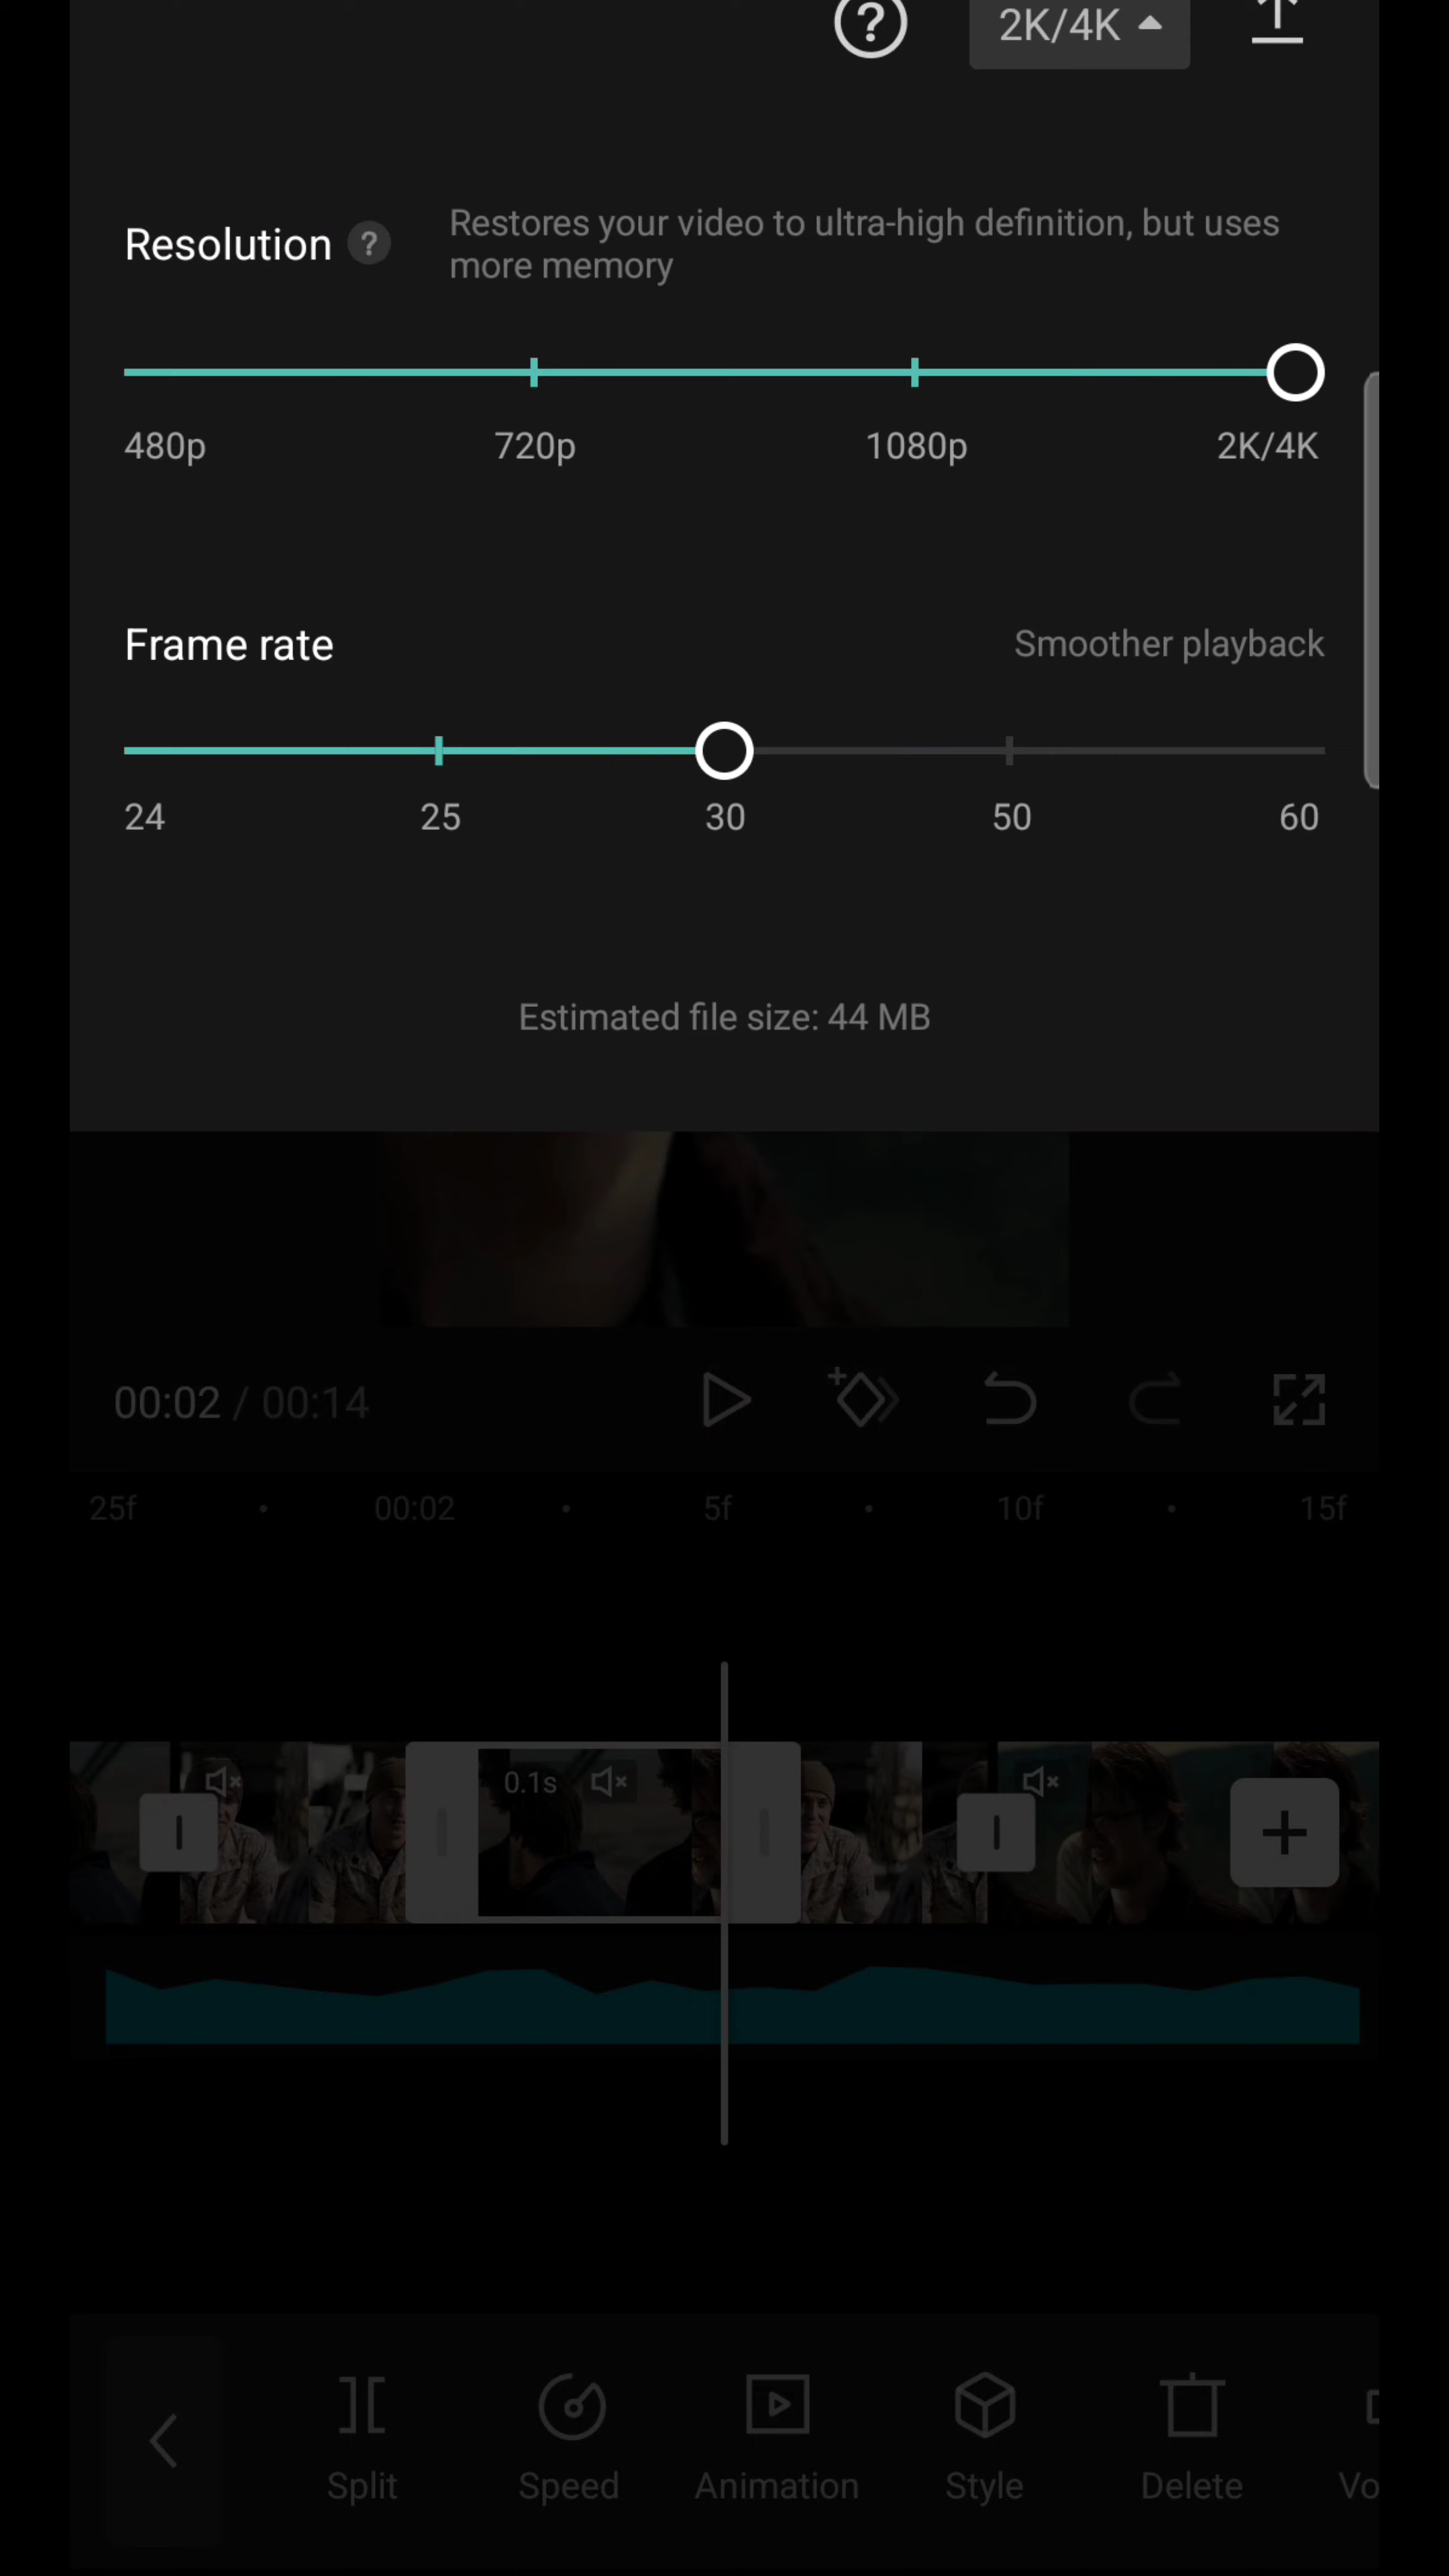 2K/4K
Resolution ?
Restores your video to ultra-high definition, but uses
more memory
480p 720p 1080p 2K/4K
Frame rate Smoother playback
24 25 30 50 60
Estimated file size: 44 MB
00:02 / 00:14
25f 00:02 5f 10f 15f
0.1s
Split Speed Animation Style Delete Vo